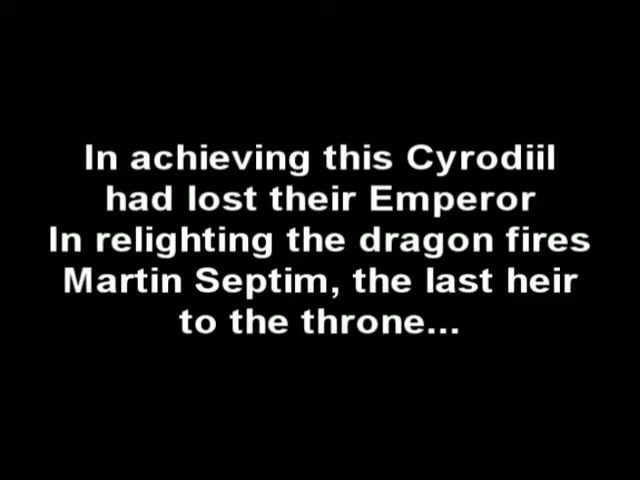 In achieving this Cyrodiil
had lost their Emperor
In relighting the dragon fires
Martin Septim, the last heir
to the throne...